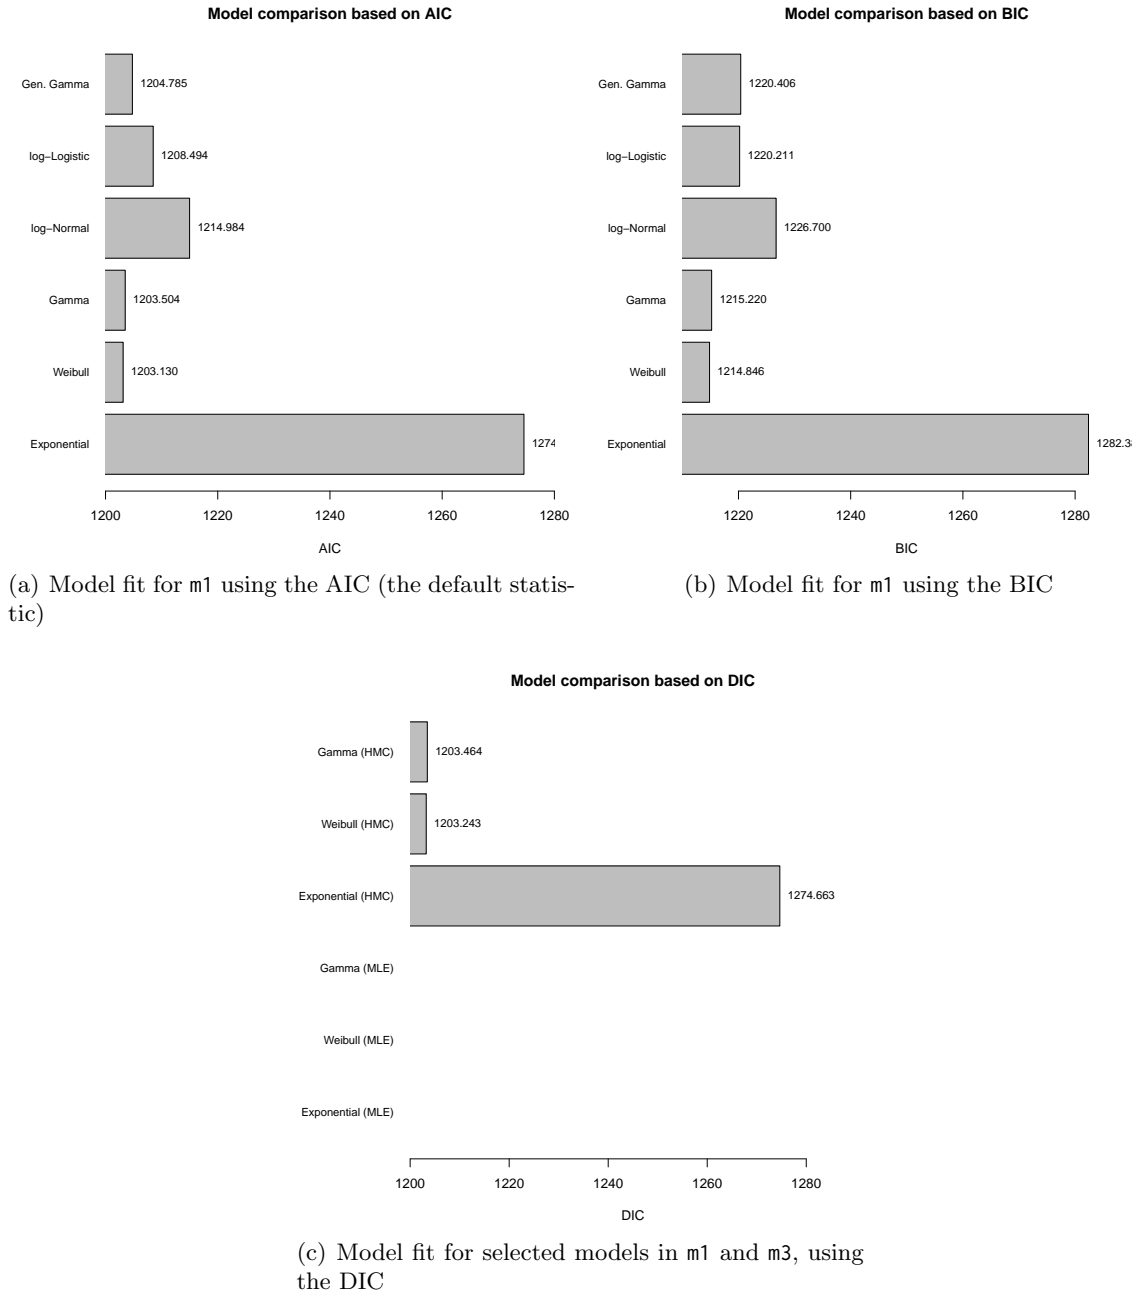 Model comparison based on AIC
Gen. Gamma
1204.785
log−Logistic
1208.494
log−Normal
1214.984
Gamma
1203.504
Weibull
1203.130
Exponential
1274
1200 1220 1240 1260 1280
AIC
(a) Model fit for m1 using the AIC (the default statis-
tic)
Model comparison based on BIC
Gen. Gamma
1220.406
log−Logistic
1220.211
log−Normal
1226.700
Gamma
1215.220
Weibull
1214.846
Exponential
1282.3
1220 1240 1260 1280
BIC
(b) Model fit for m1 using the BIC
Model comparison based on DIC
Gamma (HMC)
1203.464
Weibull (HMC)
1203.243
Exponential (HMC)
1274.663
Gamma (MLE)
Weibull (MLE)
Exponential (MLE)
1200 1220 1240 1260 1280
DIC
(c) Model fit for selected models in m1 and m3, using
the DIC